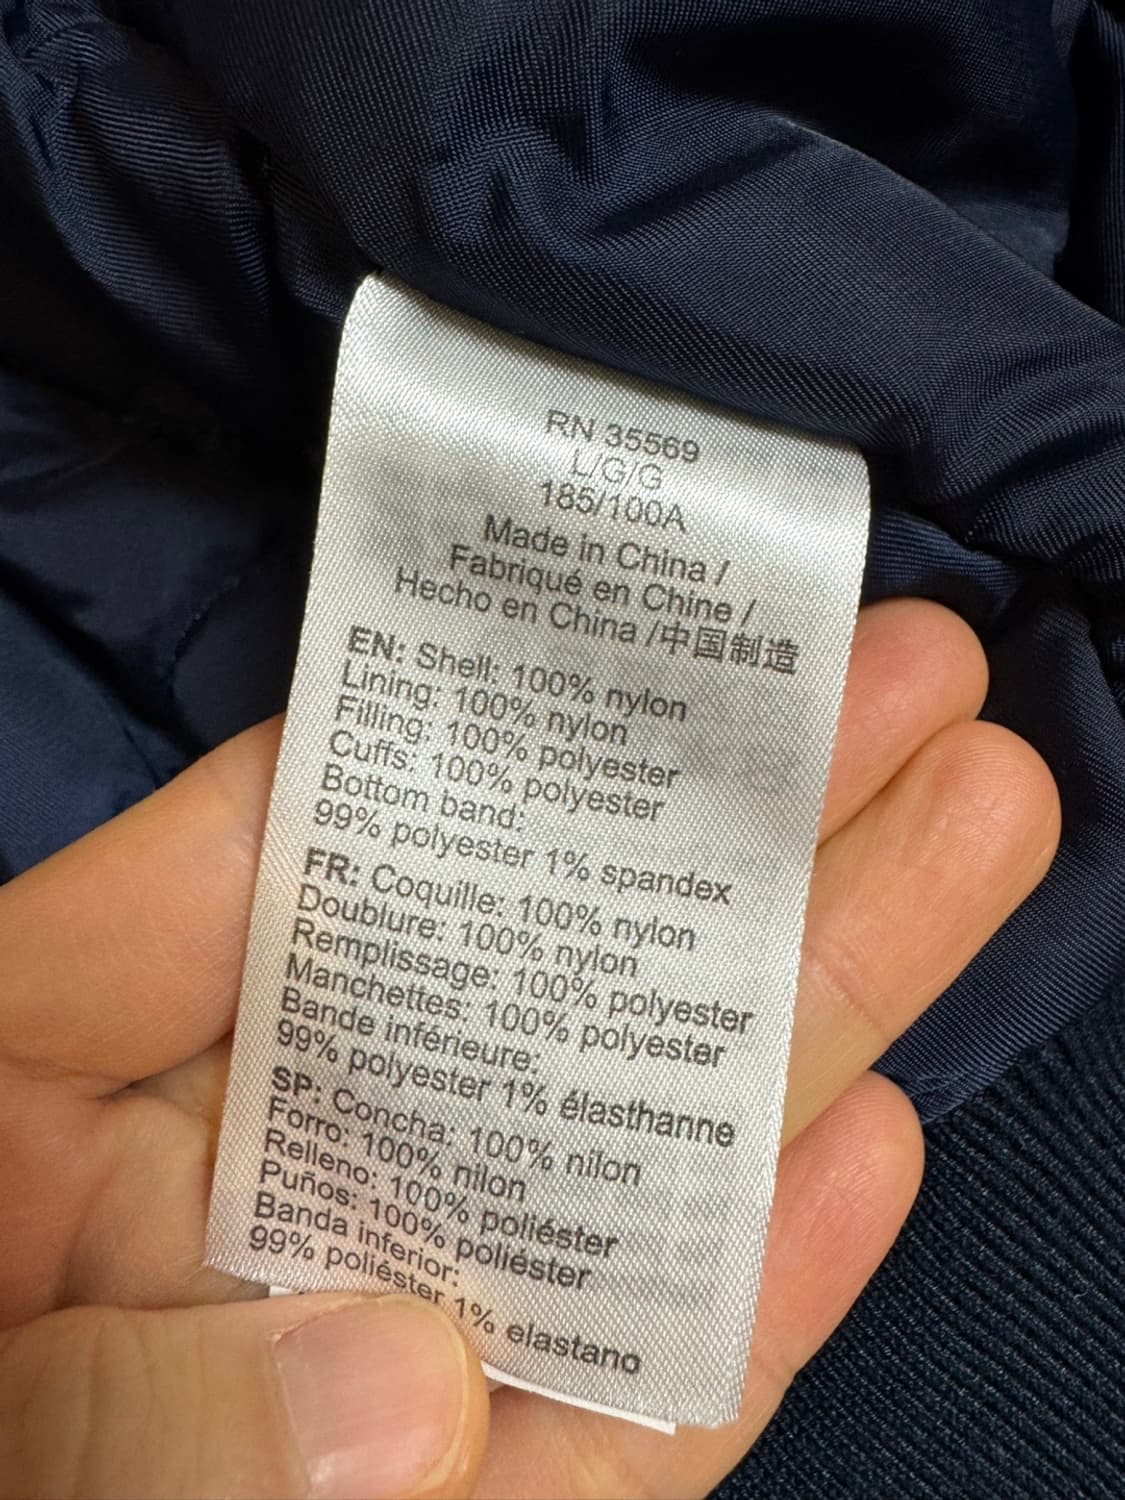 RN 35569
L/G/G
185/100A
Made in China /
Fabriqué en Chine /
Hecho en China /中国制造
EN: Shell: 100% nylon
Lining: 100% nylon
Filling: 100% polyester
Cuffs: 100% polyester
Bottom band:
99% polyester 1% spandex
FR: Coquille: 100% nylon
Doublure: 100% nylon
Remplissage: 100% polyester
Manchettes: 100% polyester
Bande inférieure:
99% polyester 1% élasthanne
SP: Concha: 100% nilon
Forro: 100% nilon
Relleno: 100% poliéster
Puños: 100% poliéster
Banda inferior:
99% poliéster 1% elastano